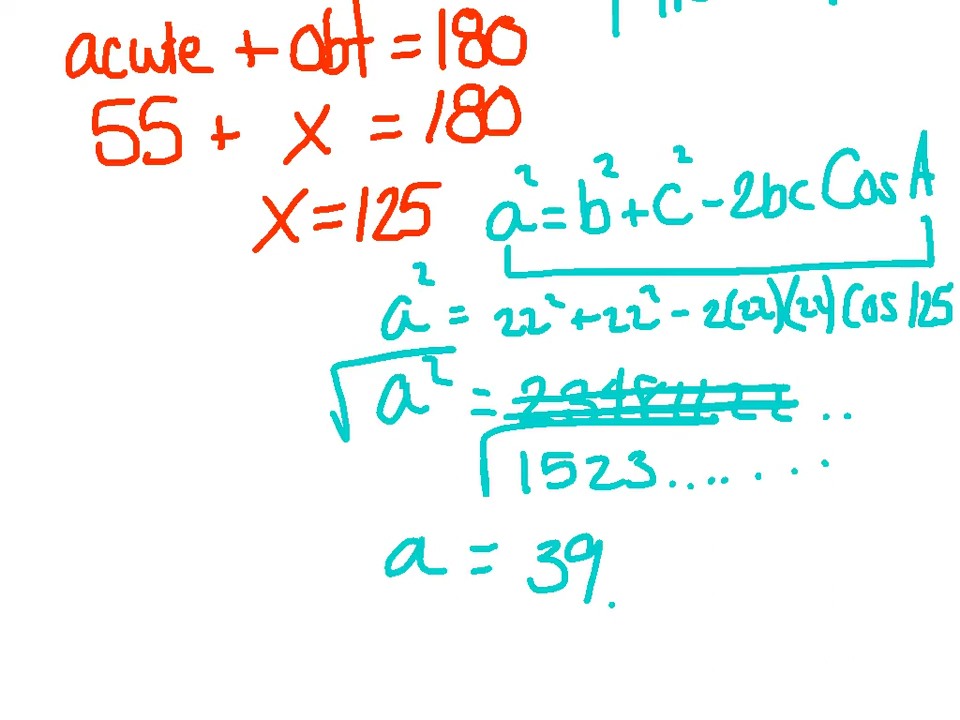 acute + obt = 180
55 + x = 180
x = 125
a² = b² + c² - 2bc Cos A
a² = 22² + 22² - 2(22)(22) Cos 125
√a² =
√1523.........
a = 39.